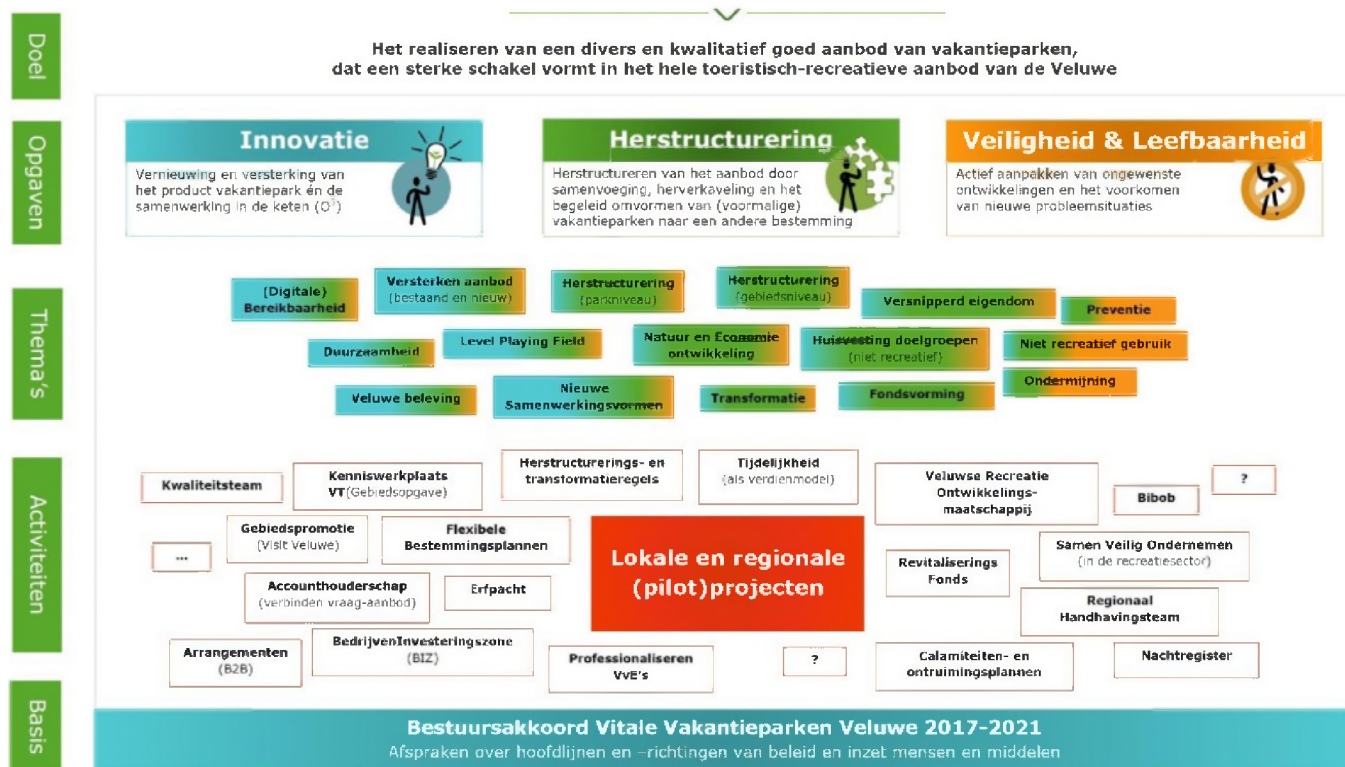 Doel
Het realiseren van een divers en kwalitatief goed aanbod van vakantieparken,
dat een sterke schakel vormt in het hele toeristisch-recreatieve aanbod van de Veluwe
Opgaven
Innovatie
Vernieuwing en versterking van
het product vakantiepark én de
samenwerking in de keten (O³)
Herstructurering
Herstructureren van het aanbod door
samenvoeging, herverkaveling en het
begeleid omvormen van (voormalige)
vakantieparken naar een andere bestemming
Veiligheid & Leefbaarheid
Actief aanpakken van ongewenste
ontwikkelingen en het voorkomen
van nieuwe probleemsituaties
Thema's
(Digitale)
Bereikbaarheid
Versterken aanbod
(bestaand en nieuw)
Herstructurering
(parkniveau)
Herstructurering
(gebiedsniveau)
Versnipperd eigendom
Preventie
Duurzaamheid
Level Playing Field
Natuur en Economie
ontwikkeling
Huisvesting doelgroepen
(niet recreatief)
Niet recreatief gebruik
Veluwe beleving
Nieuwe
Samenwerkingsvormen
Transformatie
Fondsvorming
Ondermijning
Activiteiten
Kwaliteitsteam
Kenniswerkplaats
VT(Gebiedsopgave)
Herstructurerings- en
transformatieregels
Tijdelijkheid
(als verdienmodel)
Veluwse Recreatie
Ontwikkelings-
maatschappij
Bibob
?
...
Gebiedspromotie
(Visit Veluwe)
Flexibele
Bestemmingsplannen
Lokale en regionale
(pilot)projecten
Revitaliserings
Fonds
Samen Veilig Ondernemen
(in de recreatiesector)
Accounthouderschap
(verbinden vraag-aanbod)
Erfpacht
Regionaal
Handhavingsteam
Arrangementen
(B2B)
BedrijvenInvesteringszone
(BIZ)
Professionaliseren
VvE's
?
Calamiteiten- en
ontruimingsplannen
Nachtregister
Basis
Bestuursakkoord Vitale Vakantieparken Veluwe 2017-2021
Afspraken over hoofdlijnen en –richtingen van beleid en inzet mensen en middelen